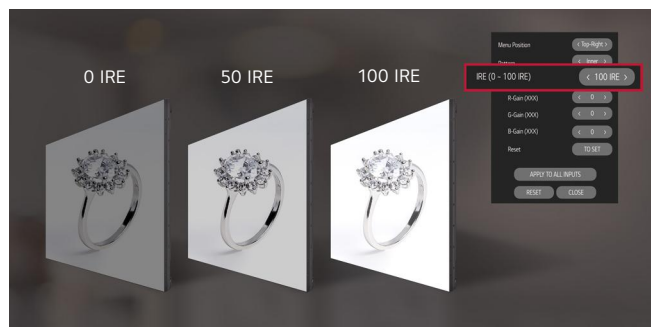 0 IRE
50 IRE
100 IRE
Menu Position
< Top-Right >
Pattern
< Inner >
IRE (0 ~ 100 IRE)
< 100 IRE >
R-Gain (XXX)
< 0 >
G-Gain (XXX)
< 0 >
B-Gain (XXX)
< 0 >
Reset
TO SET
APPLY TO ALL INPUTS
RESET
CLOSE